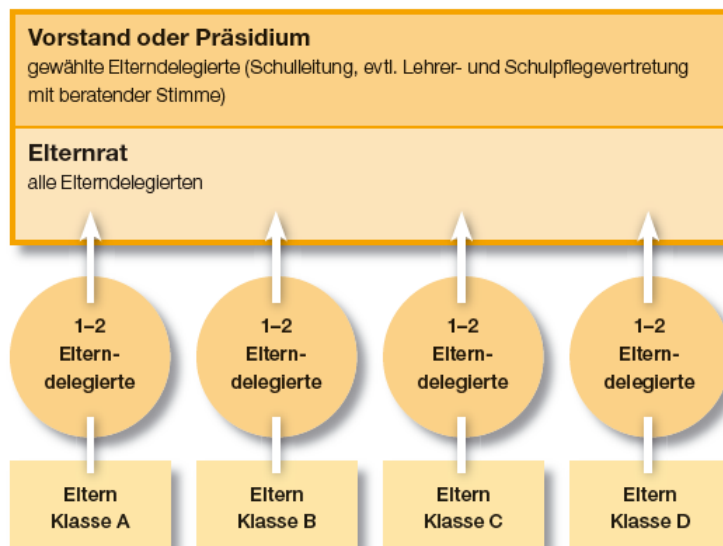 Vorstand oder Präsidium
gewählte Elterndelegierte (Schulleitung, evtl. Lehrer- und Schulpflegevertretung
mit beratender Stimme)
Elternrat
alle Elterndelegierten
1–2
Eltern-
delegierte
1–2
Eltern-
delegierte
1–2
Eltern-
delegierte
1–2
Eltern-
delegierte
Eltern
Klasse A
Eltern
Klasse B
Eltern
Klasse C
Eltern
Klasse D